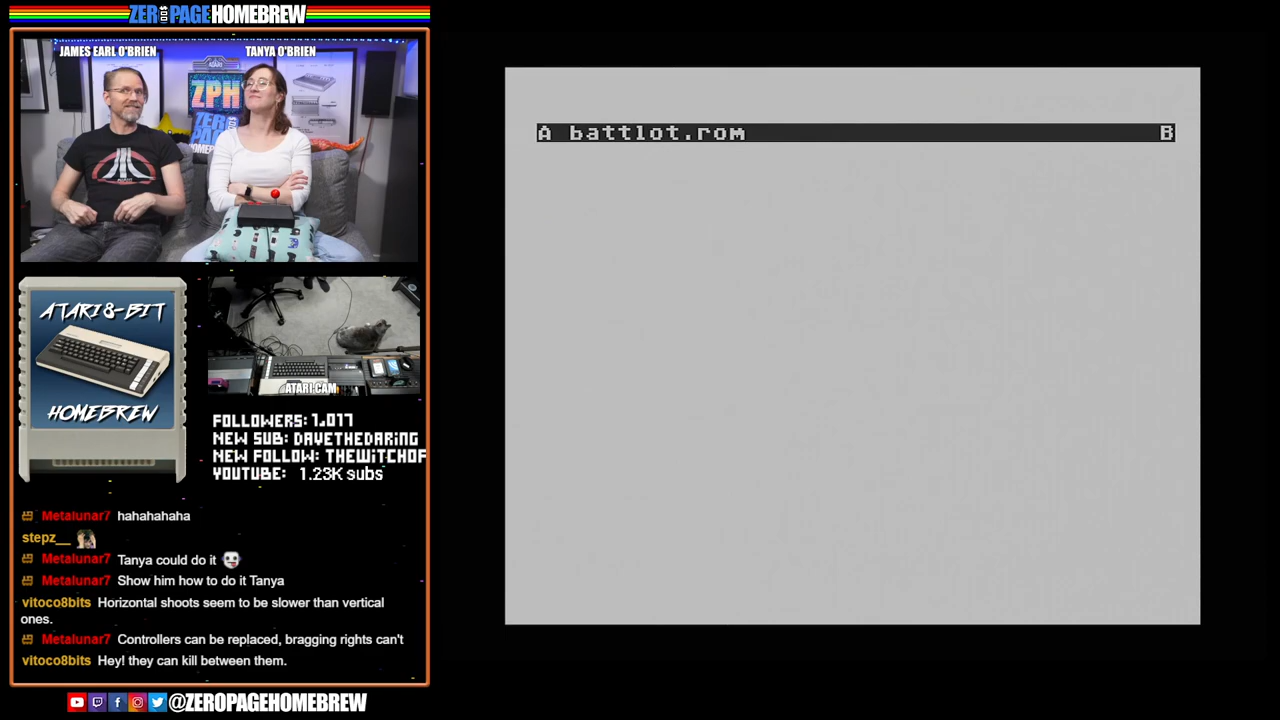 ZEROPAGE HOMEBREW
JAMES EARL O'BRIEN
TANYA O'BRIEN
ATARI
ZPH
A battlot.rom B
ATARI 8-BIT
HOMEBREW
ATARI CAM
FOLLOWERS: 1,017
NEW SUB: DAVETHEDARING
NEW FOLLOW: THEWITCHOF
YOUTUBE: 1.23K subs
Metalunar7 hahahahaha
stepz__
Metalunar7 Tanya could do it
Metalunar7 Show him how to do it Tanya
vitoco8bits Horizontal shoots seem to be slower than vertical
ones.
Metalunar7 Controllers can be replaced, bragging rights can't
vitoco8bits Hey! they can kill between them.
@ZEROPAGEHOMEBREW